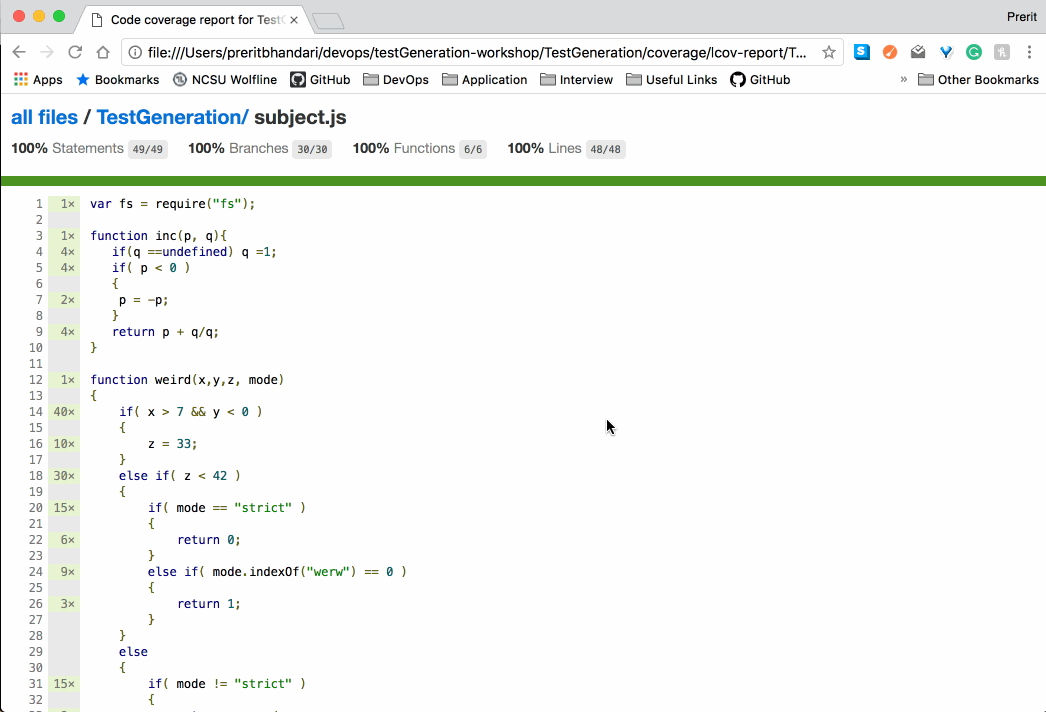 Code coverage report for Test
Prerit
file:///Users/preritbhandari/devops/testGeneration-workshop/TestGeneration/coverage/lcov-report/T...
Apps Bookmarks NCSU Wolfline GitHub DevOps Application Interview Useful Links GitHub » Other Bookmarks
all files / TestGeneration/ subject.js
100% Statements 49/49 100% Branches 30/30 100% Functions 6/6 100% Lines 48/48
1 1× var fs = require("fs");
2
3 1× function inc(p, q){
4 4× if(q ==undefined) q =1;
5 4× if( p < 0 )
6 {
7 2× p = -p;
8 }
9 4× return p + q/q;
10 }
11
12 1× function weird(x,y,z, mode)
13 {
14 40× if( x > 7 && y < 0 )
15 {
16 10× z = 33;
17 }
18 30× else if( z < 42 )
19 {
20 15× if( mode == "strict" )
21 {
22 6× return 0;
23 }
24 9× else if( mode.indexOf("werw") == 0 )
25 {
26 3× return 1;
27 }
28 }
29 else
30 {
31 15× if( mode != "strict" )
32 {